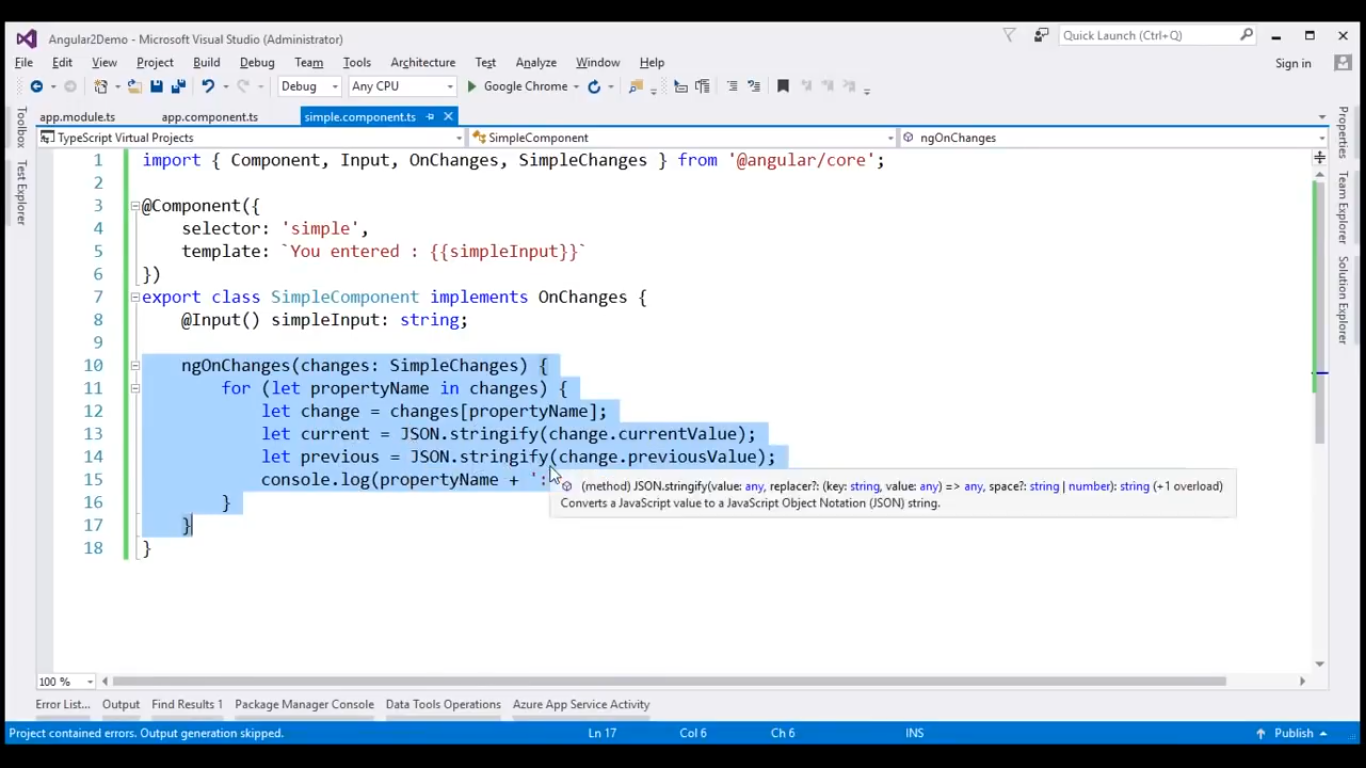 Angular2Demo - Microsoft Visual Studio (Administrator)
Quick Launch (Ctrl+Q)
File Edit View Project Build Debug Team Tools Architecture Test Analyze Window Help
Sign in
Debug Any CPU Google Chrome
app.module.ts app.component.ts simple.component.ts
TypeScript Virtual Projects SimpleComponent ngOnChanges
Toolbox
Test Explorer
1 import { Component, Input, OnChanges, SimpleChanges } from '@angular/core';
2
3 @Component({
4 selector: 'simple',
5 template: `You entered : {{simpleInput}}`
6 })
7 export class SimpleComponent implements OnChanges {
8 @Input() simpleInput: string;
9
10 ngOnChanges(changes: SimpleChanges) {
11 for (let propertyName in changes) {
12 let change = changes[propertyName];
13 let current = JSON.stringify(change.currentValue);
14 let previous = JSON.stringify(change.previousValue);
15 console.log(propertyName + ':
(method) JSON.stringify(value: any, replacer?: (key: string, value: any) => any, space?: string | number): string (+1 overload)
Converts a JavaScript value to a JavaScript Object Notation (JSON) string.
16 }
17 }
18 }
Properties
Team Explorer
Solution Explorer
100 %
Error List... Output Find Results 1 Package Manager Console Data Tools Operations Azure App Service Activity
Project contained errors. Output generation skipped. Ln 17 Col 6 Ch 6 INS Publish